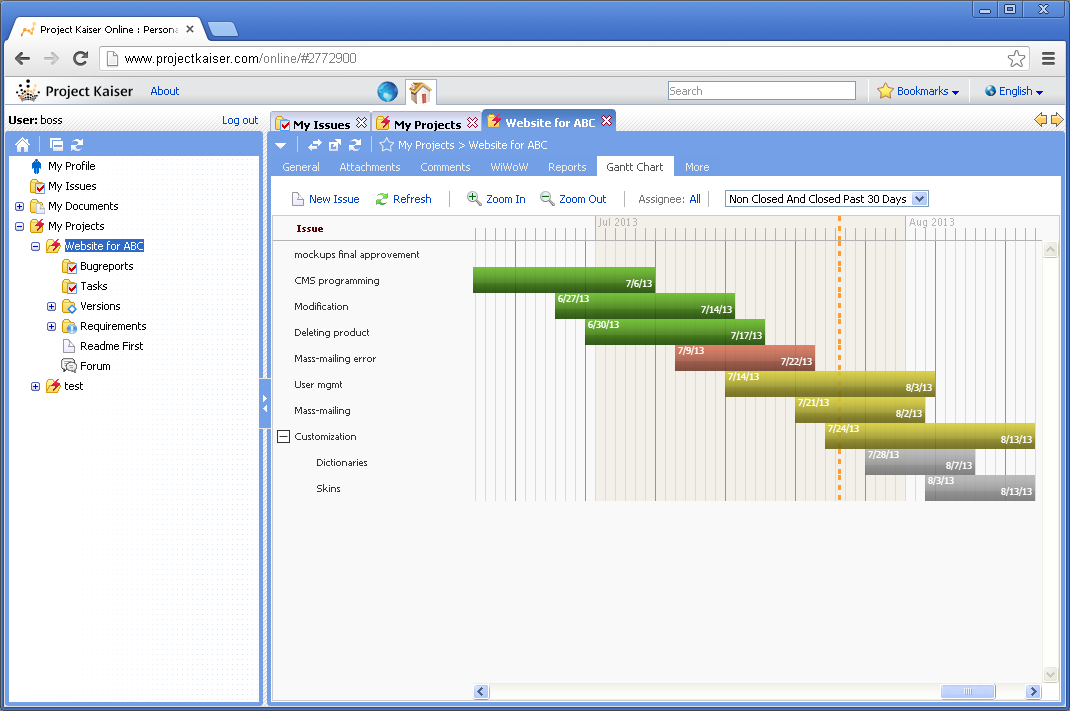 Project Kaiser Online : Persona
www.projectkaiser.com/online/#2772900
Project Kaiser About Search Bookmarks English
User: boss Log out
My Issues My Projects Website for ABC
My Projects > Website for ABC
General Attachments Comments WiWoW Reports Gantt Chart More
New Issue Refresh Zoom In Zoom Out Assignee: All Non Closed And Closed Past 30 Days
My Profile
My Issues
My Documents
My Projects
Website for ABC
Bugreports
Tasks
Versions
Requirements
Readme First
Forum
test
Issue Jul 2013 Aug 2013
mockups final approvement
CMS programming 7/6/13
Modification 6/27/13 7/14/13
Deleting product 6/30/13 7/17/13
Mass-mailing error 7/9/13 7/22/13
User mgmt 7/14/13 8/3/13
Mass-mailing 7/21/13 8/2/13
Customization 7/24/13 8/13/13
Dictionaries 7/28/13 8/7/13
Skins 8/3/13 8/13/13